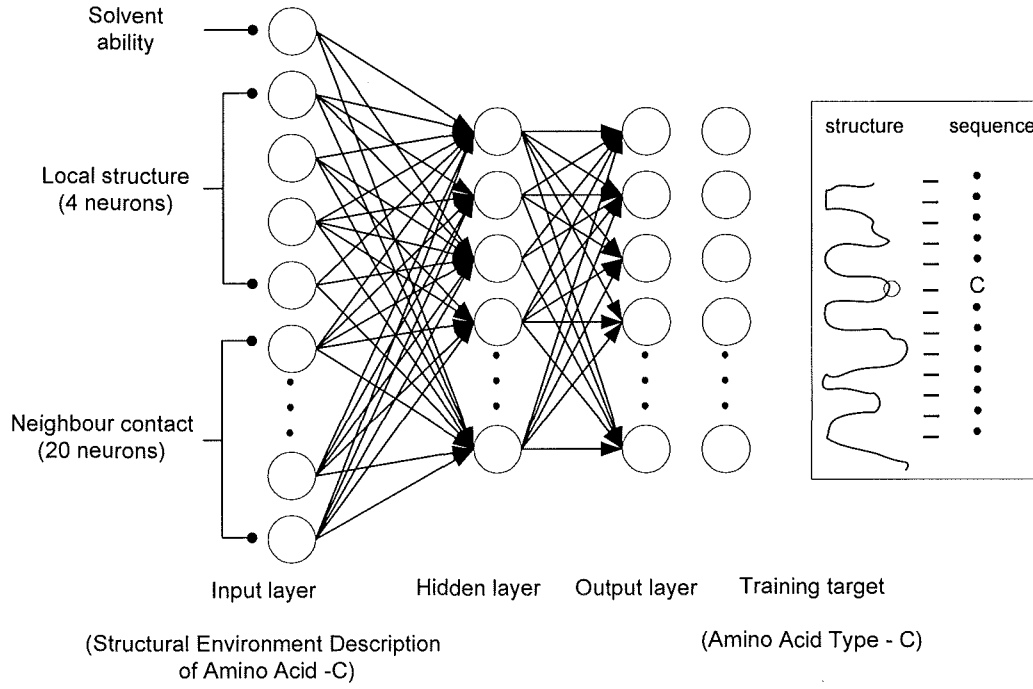 Solvent
ability
Local structure
(4 neurons)
Neighbour contact
(20 neurons)
structure
sequence
C
Input layer
Hidden layer
Output layer
Training target
(Structural Environment Description
of Amino Acid -C)
(Amino Acid Type - C)